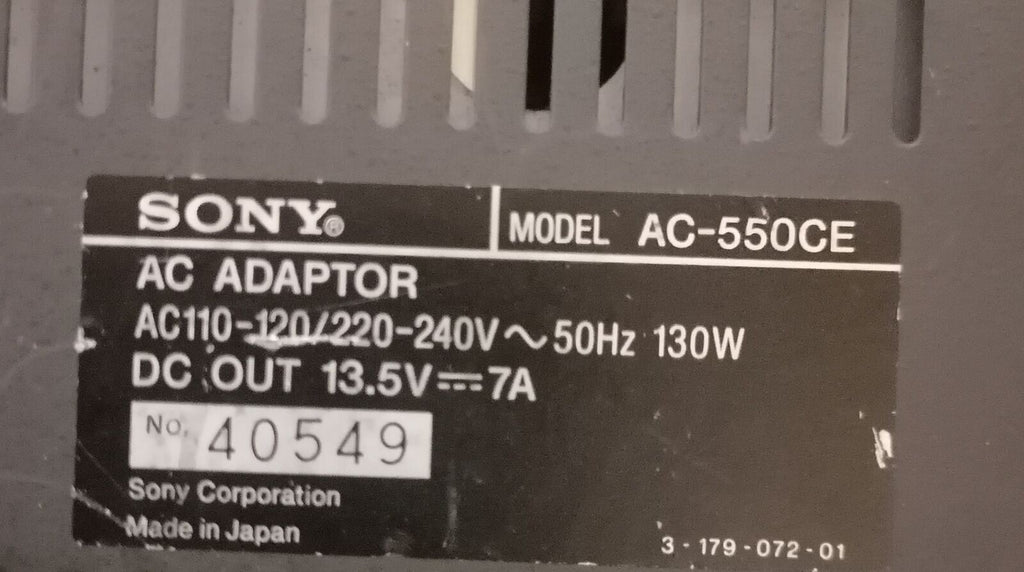 SONY® MODEL AC-550CE
AC ADAPTOR
AC110-120/220-240V～50Hz 130W
DC OUT 13.5V⎓7A
No. 40549
Sony Corporation
Made in Japan
3-179-072-01